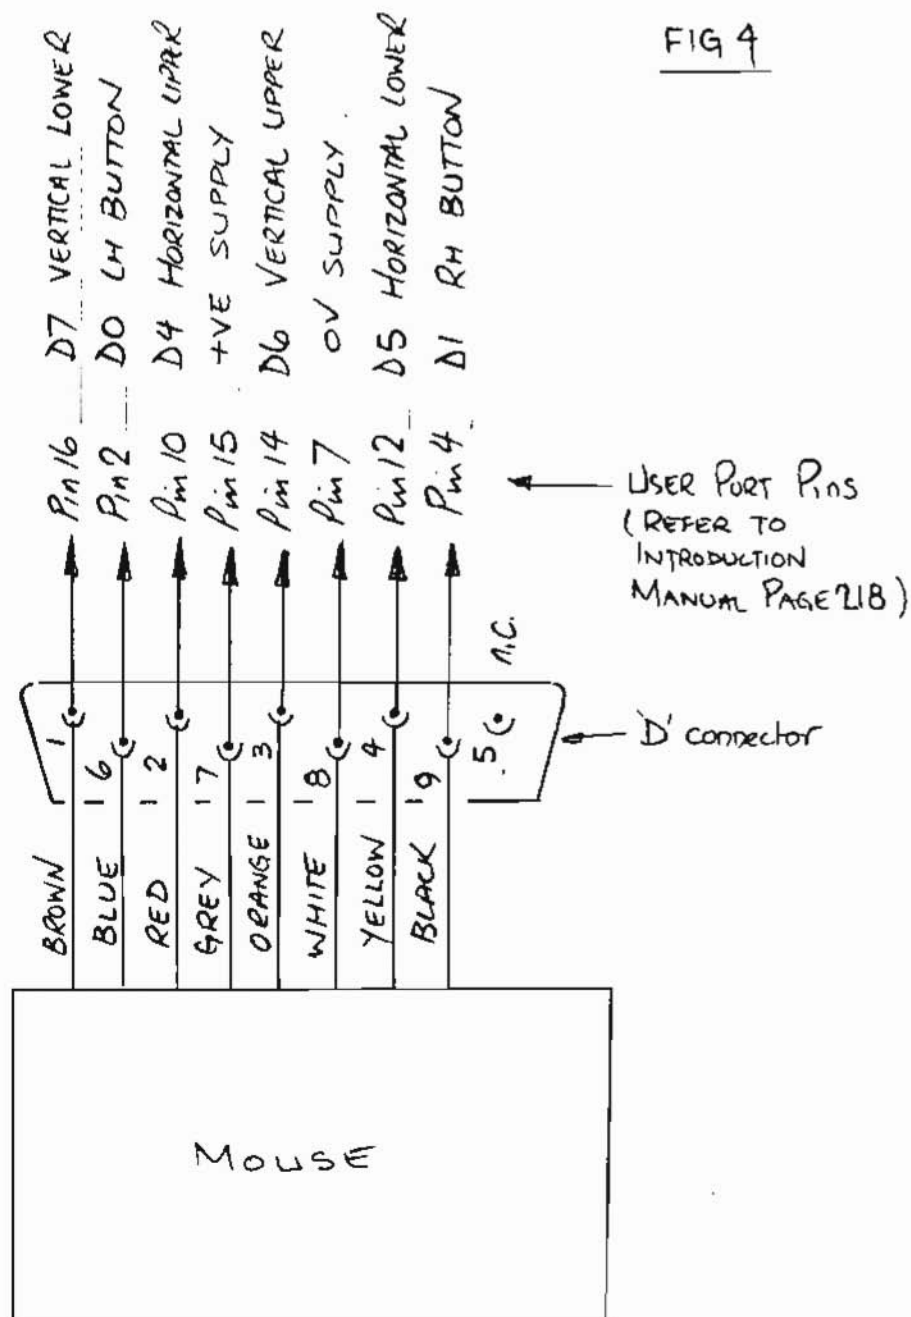 FIG 4
Pin 16 D7 VERTICAL LOWER
Pin 2 D0 LH BUTTON
Pin 10 D4 HORIZONTAL UPPER
Pin 15 +VE SUPPLY
Pin 14 D6 VERTICAL UPPER
Pin 7 0V SUPPLY.
Pin 12 D5 HORIZONTAL LOWER
Pin 4 D1 RH BUTTON
USER PORT PINS
(REFER TO
INTRODUCTION
MANUAL PAGE 218)
n.c.
1
6
2
7
3
8
4
9
5
'D' connector
BROWN
BLUE
RED
GREY
ORANGE
WHITE
YELLOW
BLACK
MOUSE